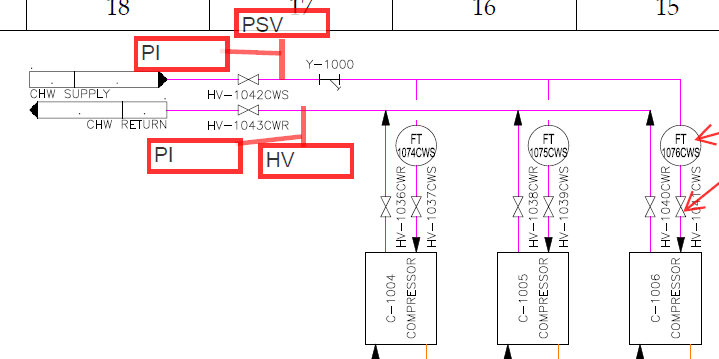 18
17
16
15
PSV
PI
Y-1000
CHW SUPPLY
HV-1042CWS
CHW RETURN
HV-1043CWR
PI
HV
FT
1074CWS
FT
1075CWS
FT
1076CWS
HV-1036CWR
HV-1037CWS
HV-1038CWR
HV-1039CWS
HV-1040CWR
HV-1041CWS
C-1004
COMPRESSOR
C-1005
COMPRESSOR
C-1006
COMPRESSOR